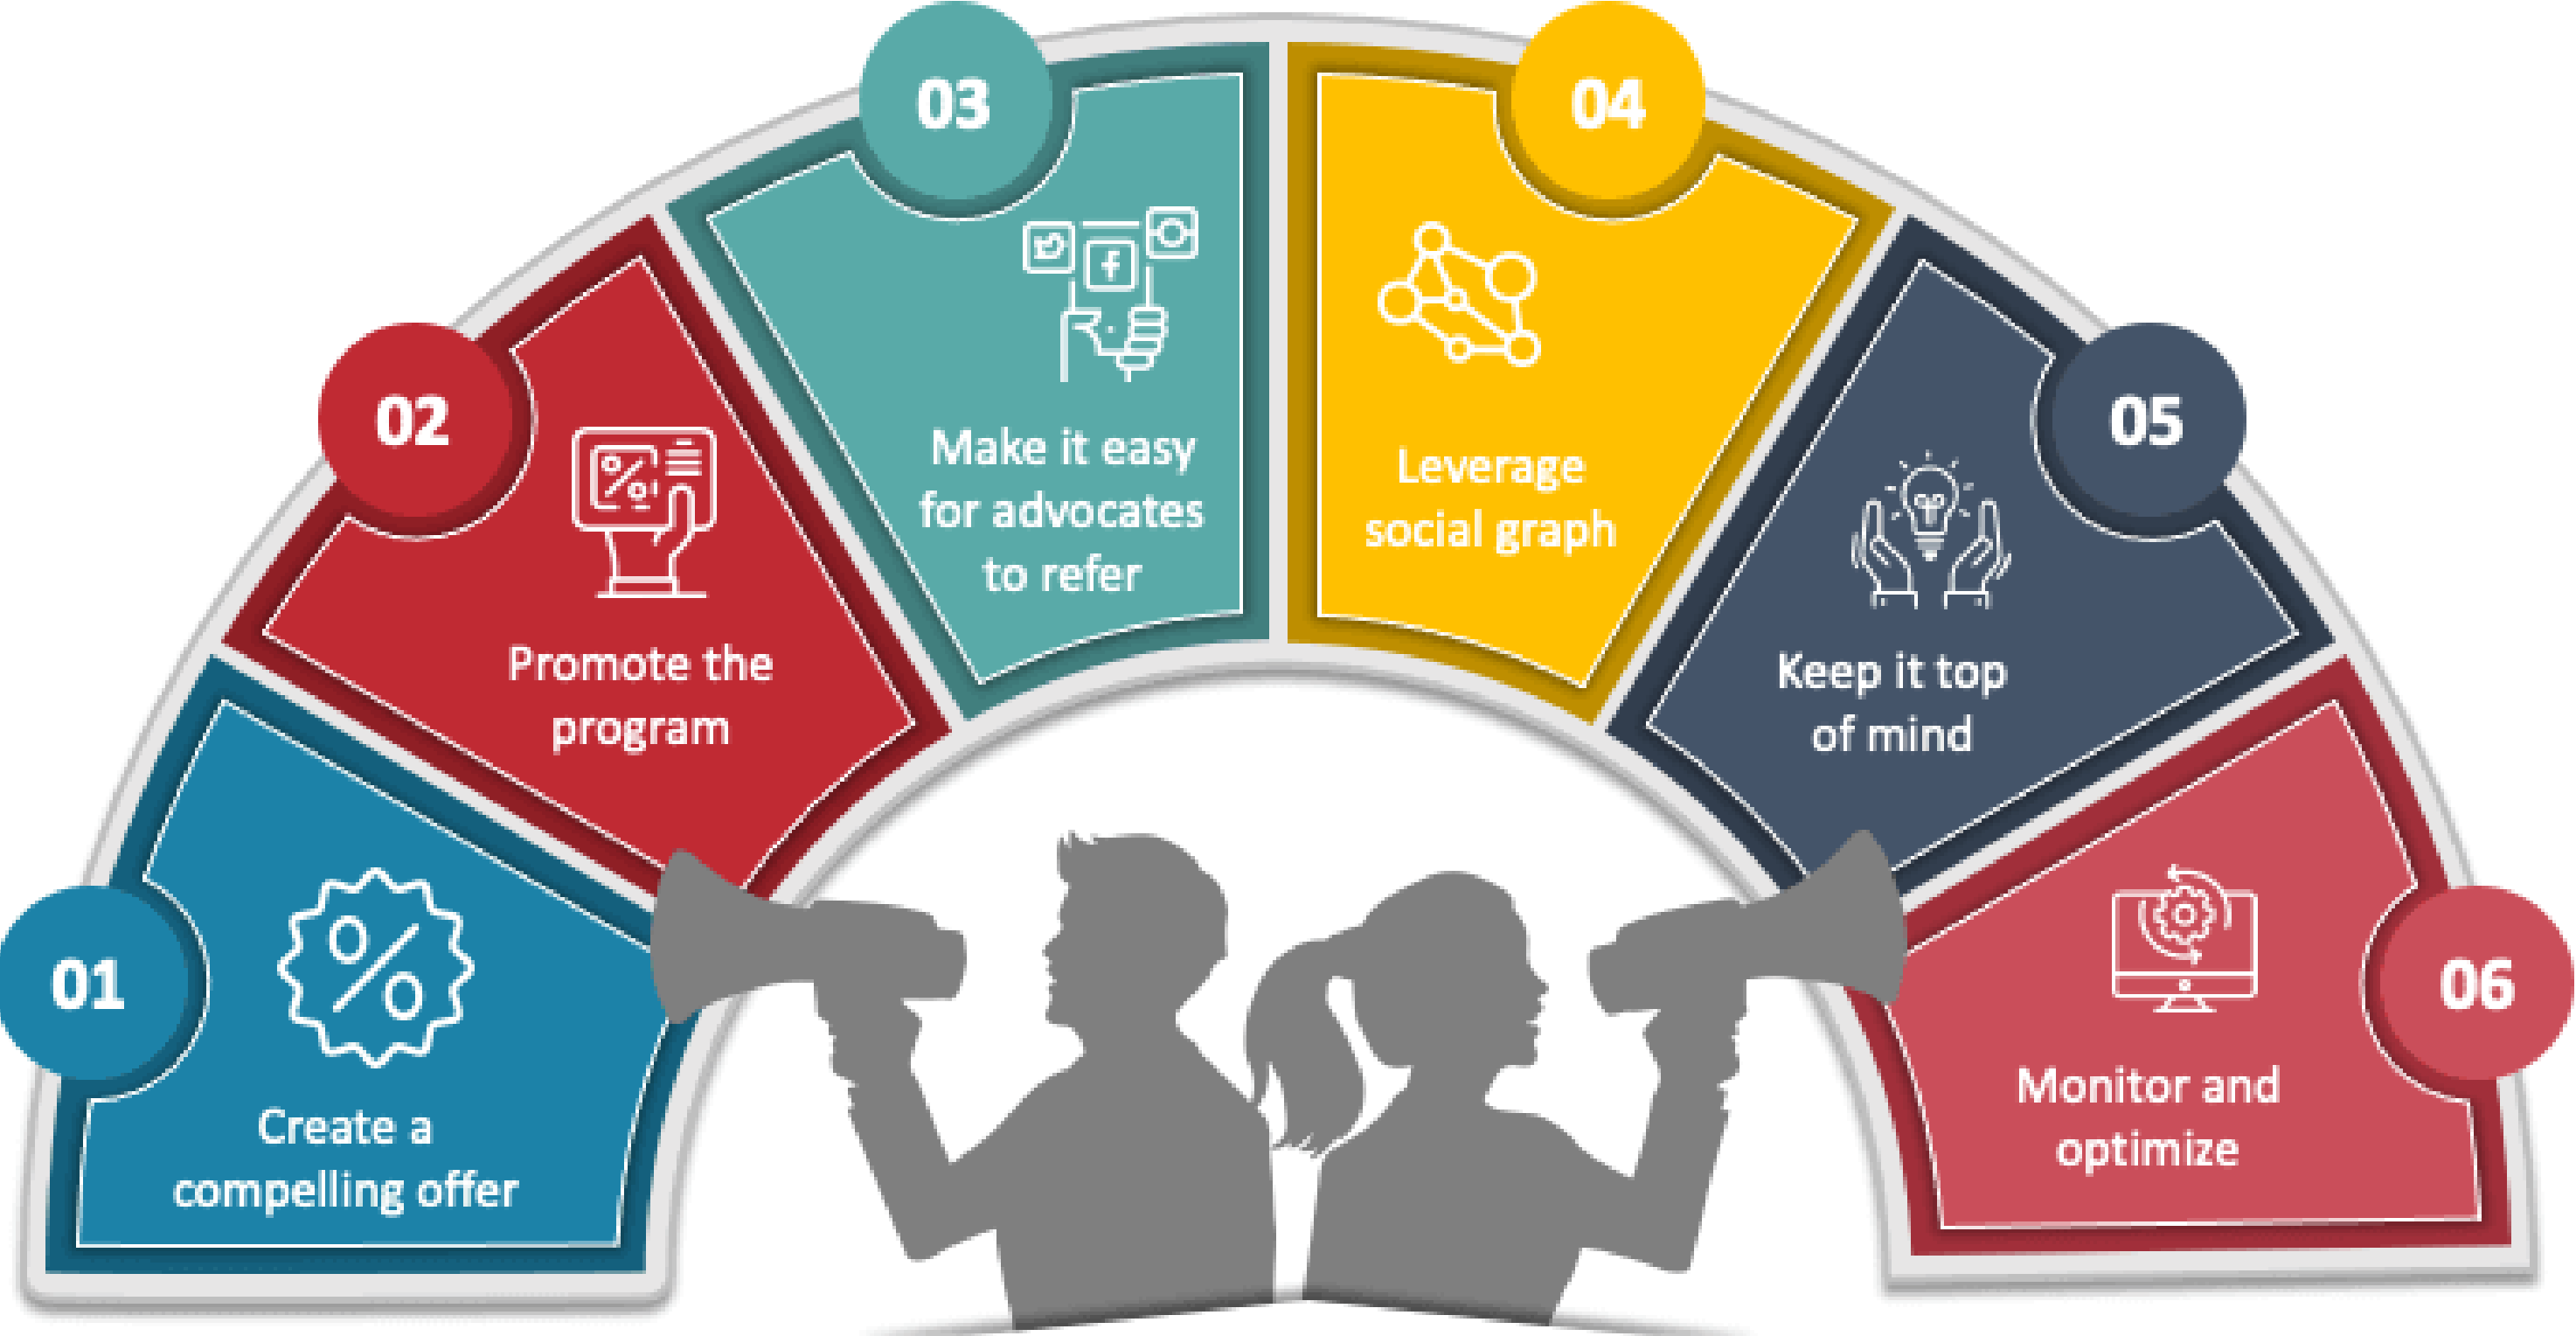 01
Create a
compelling offer
02
%
Promote the
program
03
f
Make it easy
for advocates
to refer
04
Leverage
social graph
05
Keep it top
of mind
06
Monitor and
optimize